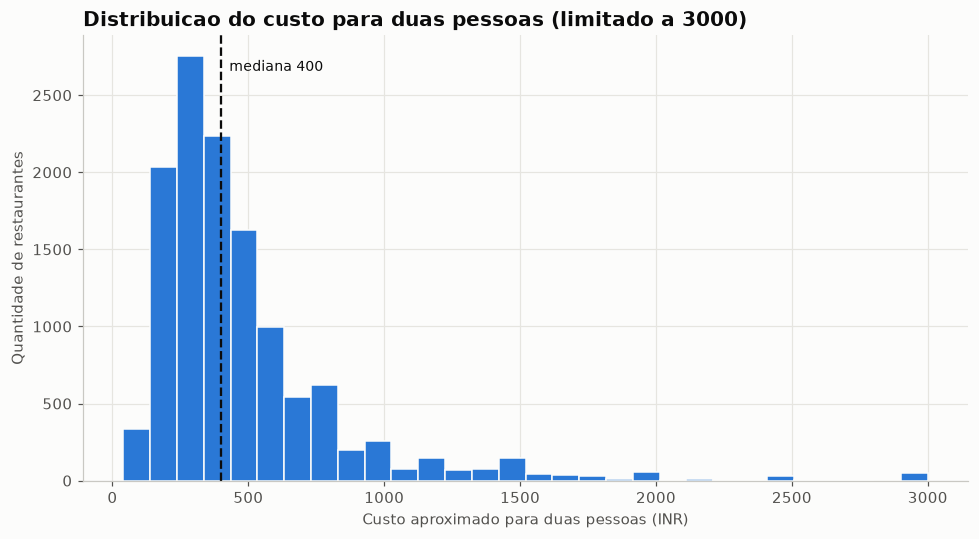 Distribuicao do custo para duas pessoas (limitado a 3000)
mediana 400
Quantidade de restaurantes
2500
2000
1500
1000
500
0
0 500 1000 1500 2000 2500 3000
Custo aproximado para duas pessoas (INR)